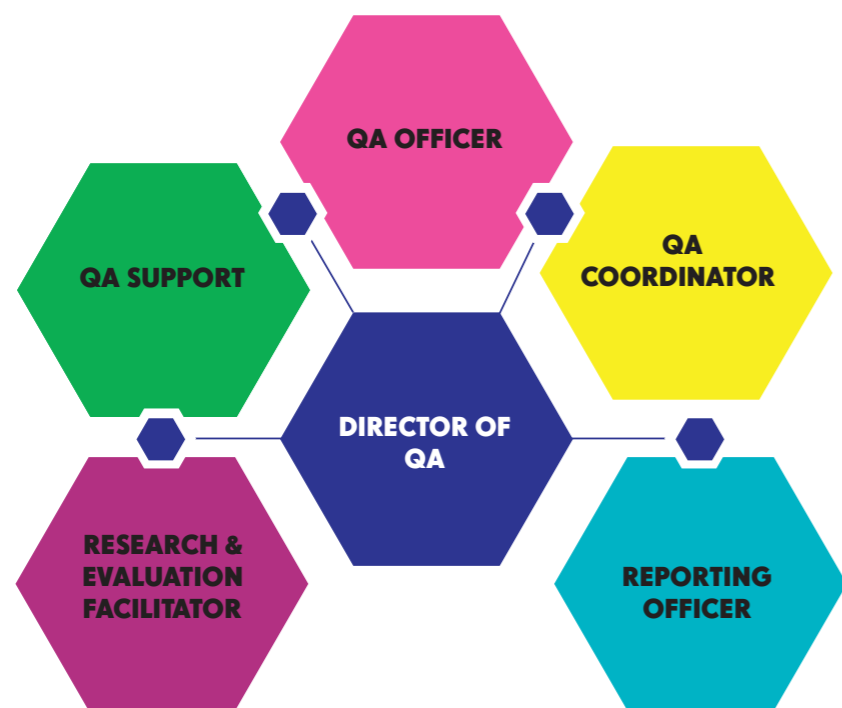 QA OFFICER
QA SUPPORT
QA
COORDINATOR
DIRECTOR OF
QA
RESEARCH &
EVALUATION
FACILITATOR
REPORTING
OFFICER